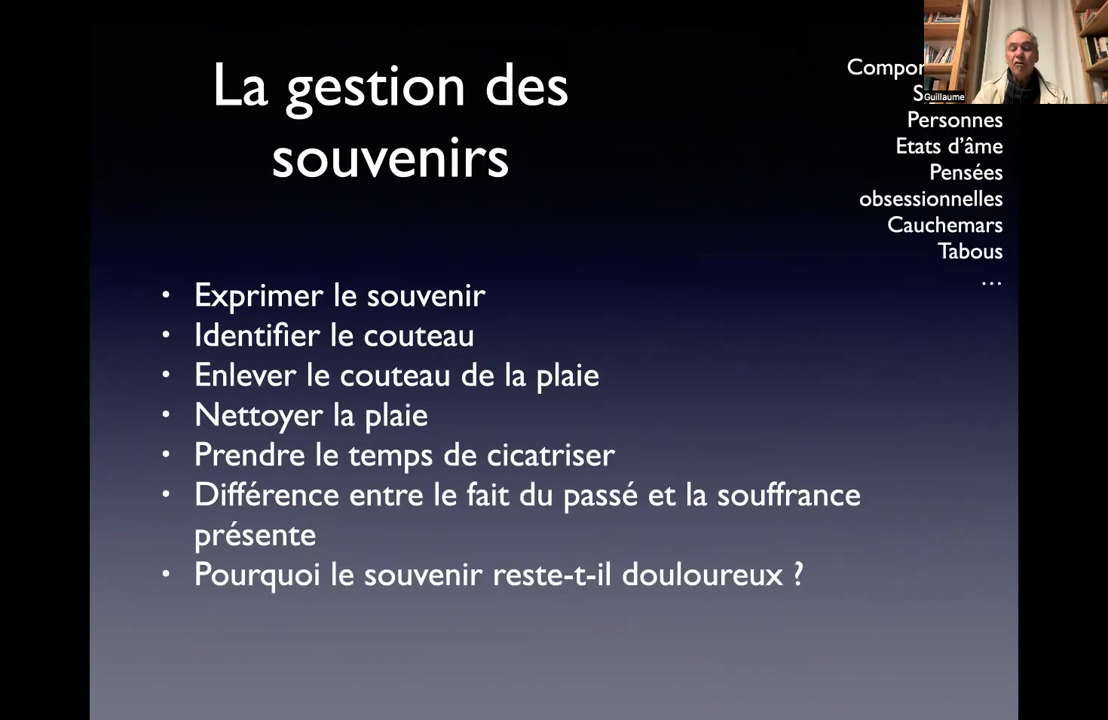 La gestion des
souvenirs
Personnes
Etats d’âme
Pensées
obsessionnelles
Cauchemars
Tabous
…
Guillaume
• Exprimer le souvenir
• Identifier le couteau
• Enlever le couteau de la plaie
• Nettoyer la plaie
• Prendre le temps de cicatriser
• Différence entre le fait du passé et la souffrance
présente
• Pourquoi le souvenir reste-t-il douloureux ?